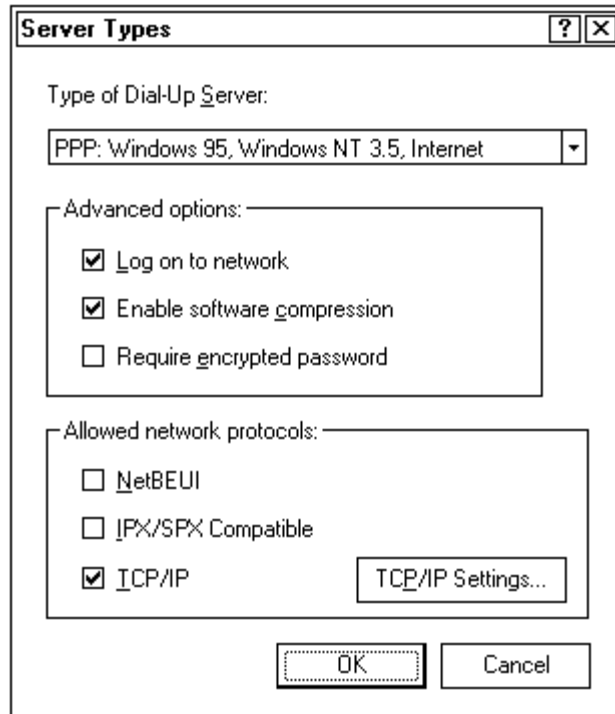 Server Types
Type of Dial-Up Server:
PPP: Windows 95, Windows NT 3.5, Internet
Advanced options:
Log on to network
Enable software compression
Require encrypted password
Allowed network protocols:
NetBEUI
IPX/SPX Compatible
TCP/IP
TCP/IP Settings...
OK
Cancel